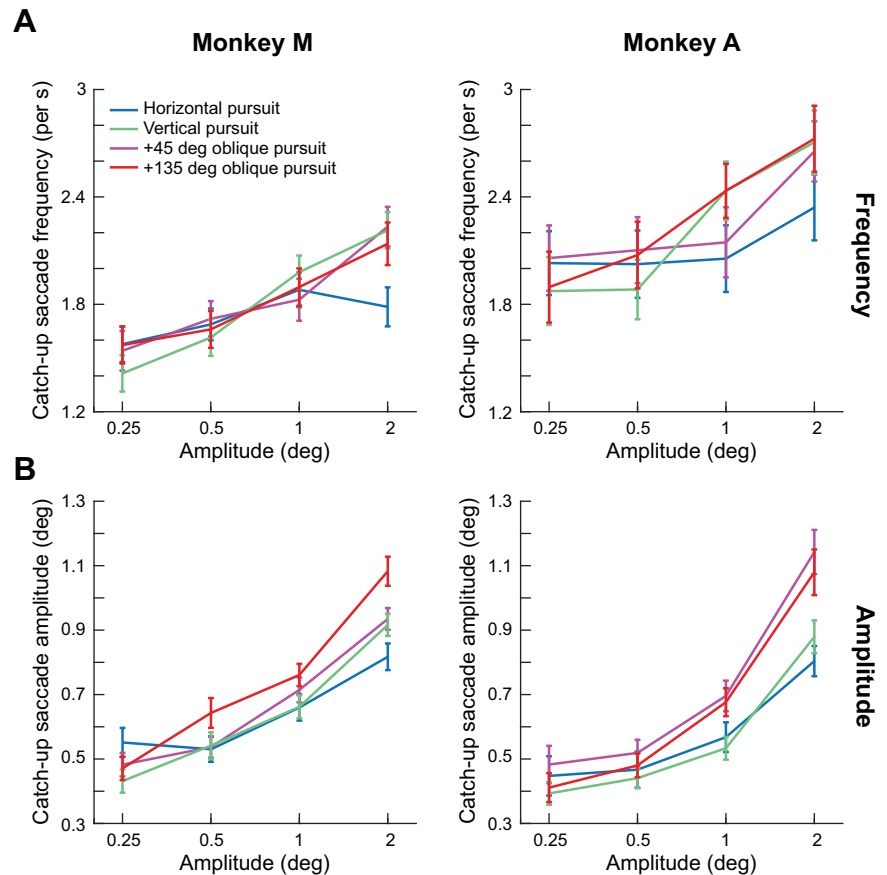 A
Monkey M
Monkey A
Catch-up saccade frequency (per s)
3
2.4
1.8
1.2
Horizontal pursuit
Vertical pursuit
+45 deg oblique pursuit
+135 deg oblique pursuit
0.25 0.5 1 2
Amplitude (deg)
Catch-up saccade frequency (per s)
3
2.4
1.8
1.2
0.25 0.5 1 2
Amplitude (deg)
Frequency
B
Catch-up saccade amplitude (deg)
1.3
1.1
0.9
0.7
0.5
0.3
0.25 0.5 1 2
Amplitude (deg)
Catch-up saccade amplitude (deg)
1.3
1.1
0.9
0.7
0.5
0.3
0.25 0.5 1 2
Amplitude (deg)
Amplitude